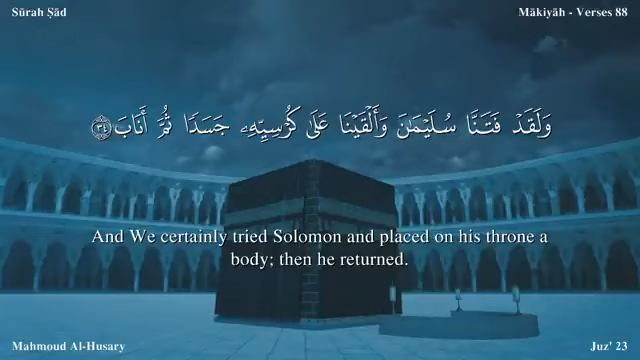 Sūrah Ṣād
Mākiyāh - Verses 88
وَلَقَدْ فَتَنَّا سُلَيْمَٰنَ وَأَلْقَيْنَا عَلَىٰ كُرْسِيِّهِۦ جَسَدًا ثُمَّ أَنَابَ ٣٤
And We certainly tried Solomon and placed on his throne a
body; then he returned.
Mahmoud Al-Husary
Juz' 23